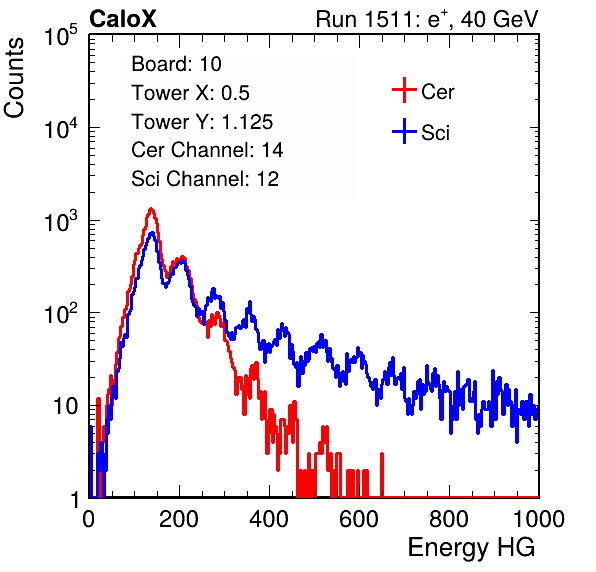 CaloX Run 1511: e⁺, 40 GeV
Counts
Board: 10
Tower X: 0.5
Tower Y: 1.125
Cer Channel: 14
Sci Channel: 12
Cer
Sci
10⁵
10⁴
10³
10²
10
1
0 200 400 600 800 1000
Energy HG